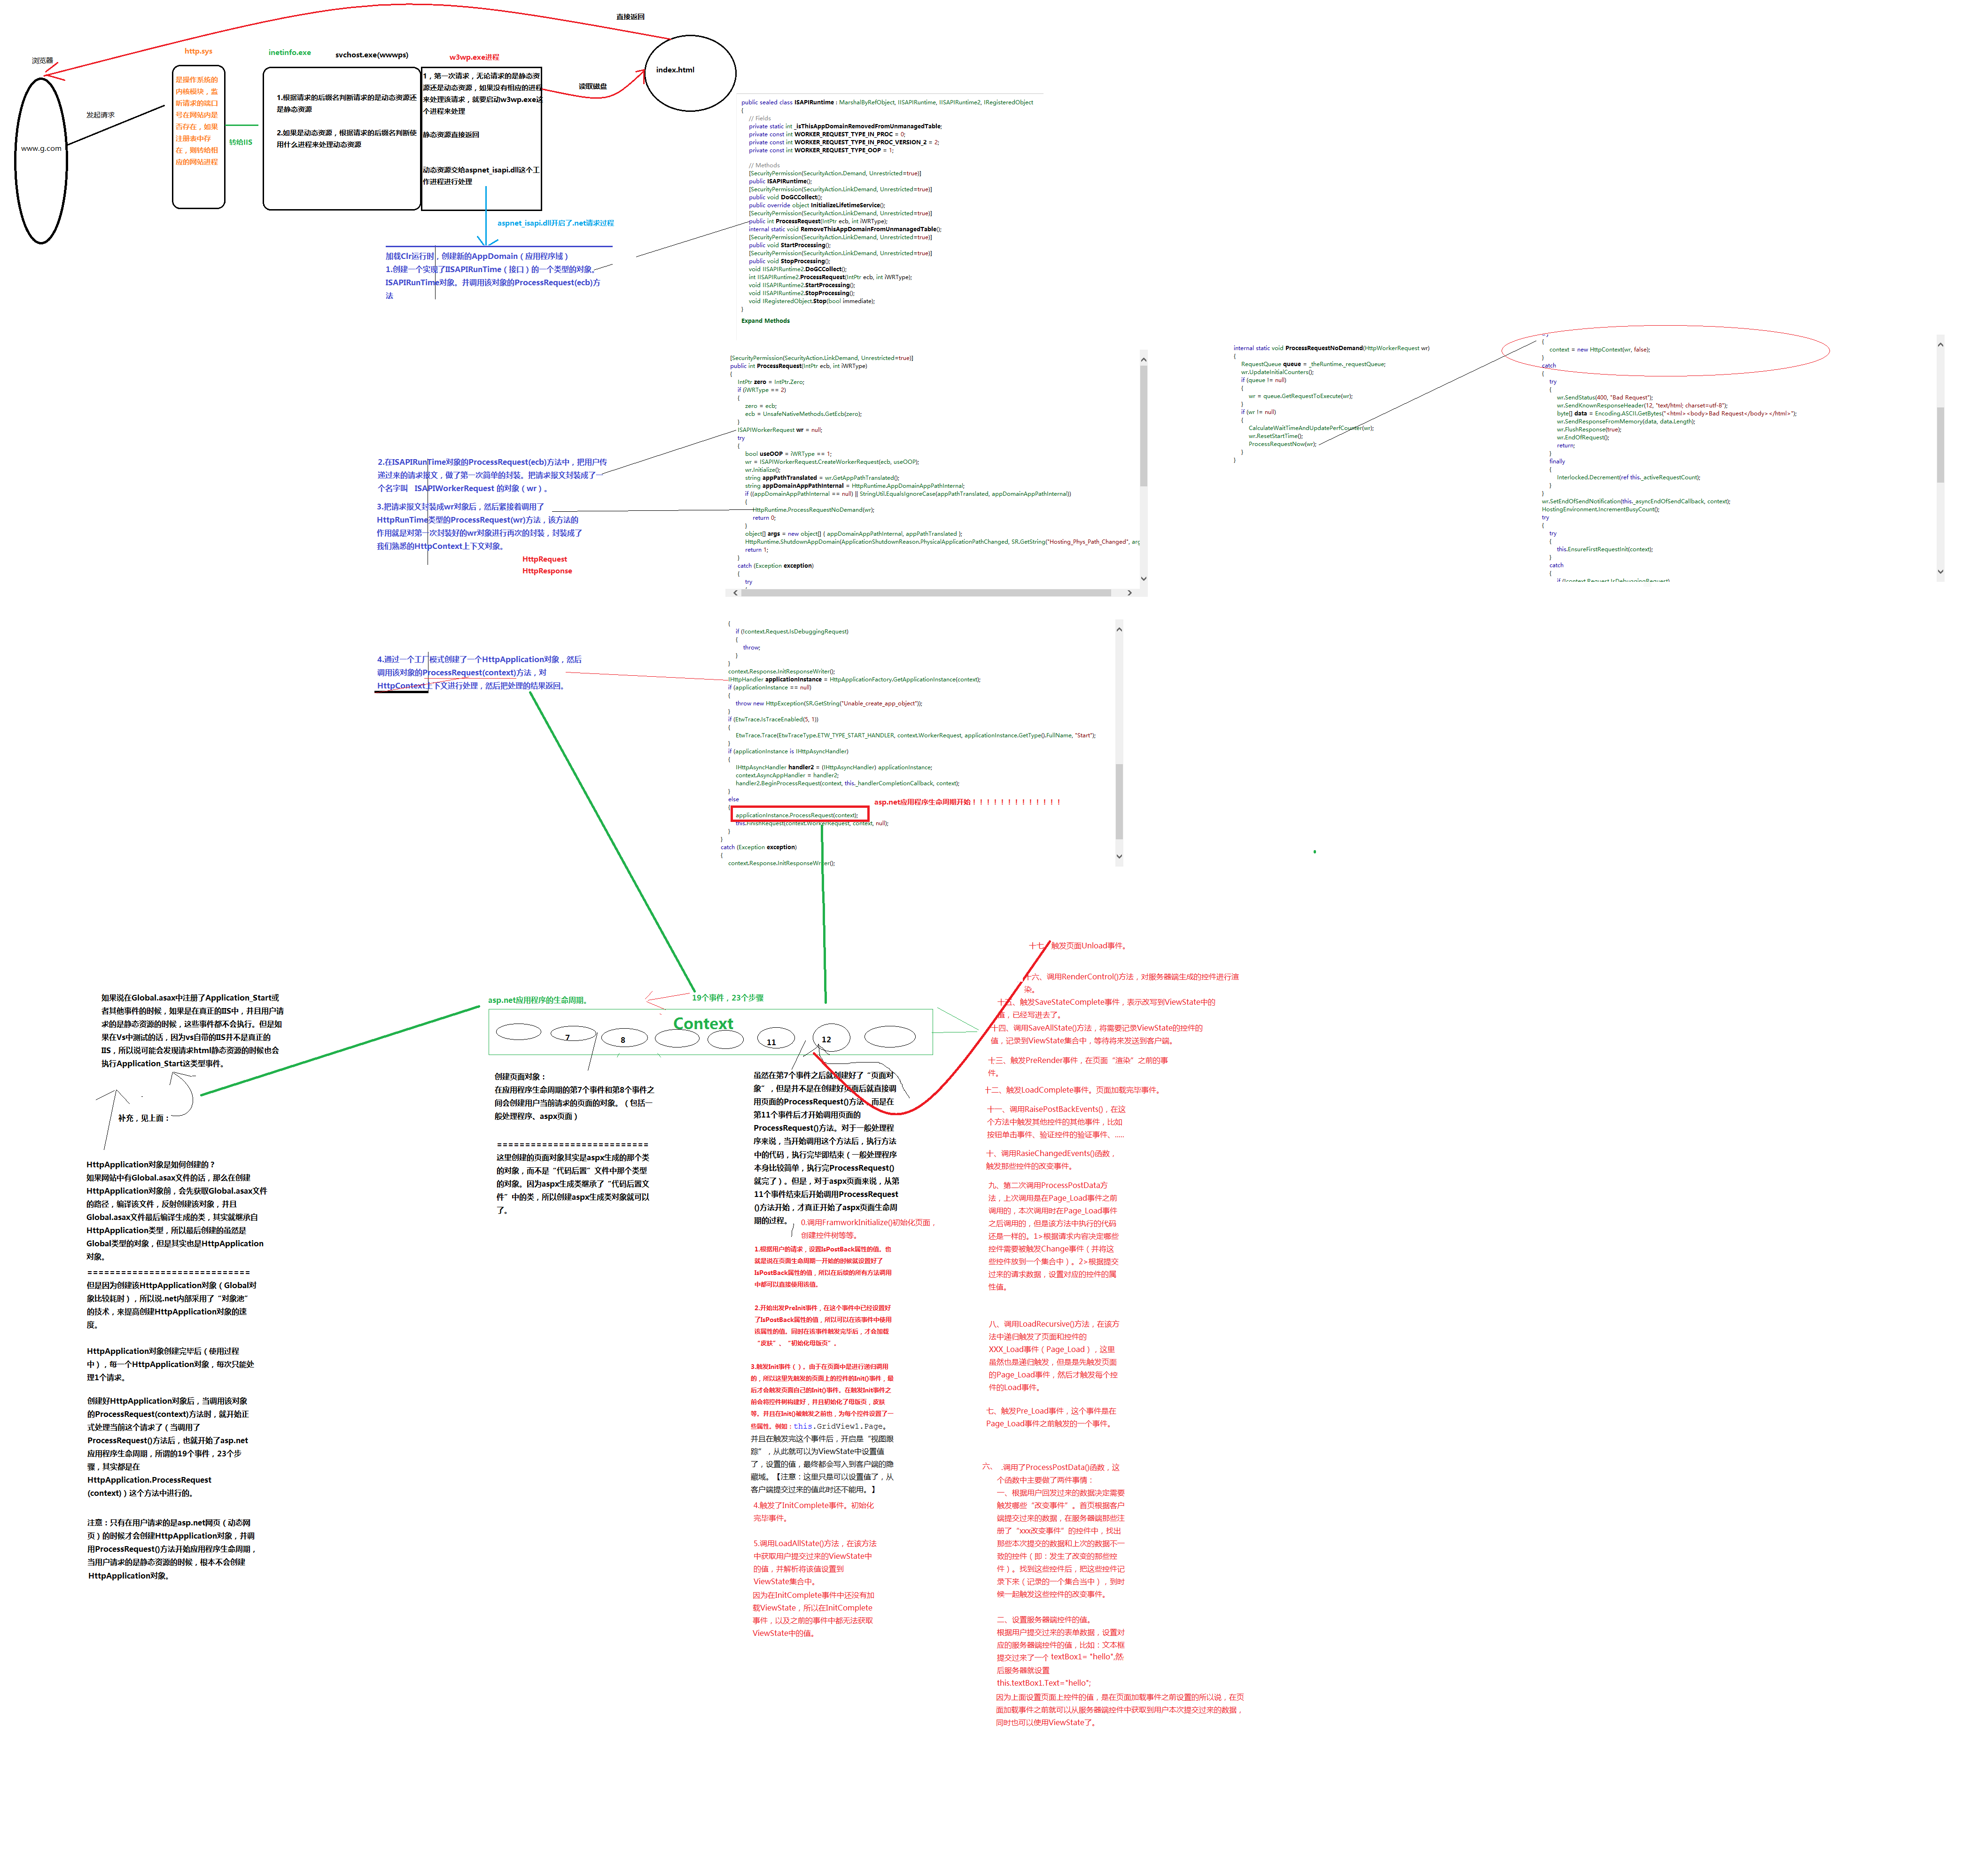 直接返回
浏览器
www.g.com
发起请求
http.sys
是操作系统的
内核模块，监
听请求的端口
号在网站内是
否存在，如果
注册表中存
在，则转给相
应的网站进程
转给IIS
inetinfo.exe
svchost.exe(wwwps)
1.根据请求的后缀名判断请求的是动态资源还
是静态资源
2.如果是动态资源，根据请求的后缀名判断使
用什么进程来处理动态资源
w3wp.exe进程
1，第一次请求，无论请求的是静态资
源还是动态资源，如果没有相应的进程
来处理该请求，就要启动w3wp.exe这
个进程来处理
静态资源直接返回
动态资源交给aspnet_isapi.dll这个工
作进程进行处理
读取磁盘
index.html
aspnet_isapi.dll开启了.net请求过程
加载Clr运行时，创建新的AppDomain（应用程序域）
1.创建一个实现了IISAPIRunTime（接口）的一个类型的对象。
ISAPIRunTime对象。并调用该对象的ProcessRequest(ecb)方
法
public sealed class ISAPIRuntime : MarshalByRefObject, IISAPIRuntime, IISAPIRuntime2, IRegisteredObject
{
// Fields
private static int _isThisAppDomainRemovedFromUnmanagedTable;
private const int WORKER_REQUEST_TYPE_IN_PROC = 0;
private const int WORKER_REQUEST_TYPE_IN_PROC_VERSION_2 = 2;
private const int WORKER_REQUEST_TYPE_OOP = 1;
// Methods
[SecurityPermission(SecurityAction.Demand, Unrestricted=true)]
public ISAPIRuntime();
[SecurityPermission(SecurityAction.LinkDemand, Unrestricted=true)]
public void DoGCCollect();
public override object InitializeLifetimeService();
[SecurityPermission(SecurityAction.LinkDemand, Unrestricted=true)]
public int ProcessRequest(IntPtr ecb, int iWRType);
internal static void RemoveThisAppDomainFromUnmanagedTable();
[SecurityPermission(SecurityAction.LinkDemand, Unrestricted=true)]
public void StartProcessing();
[SecurityPermission(SecurityAction.LinkDemand, Unrestricted=true)]
public void StopProcessing();
void IISAPIRuntime2.DoGCCollect();
int IISAPIRuntime2.ProcessRequest(IntPtr ecb, int iWRType);
void IISAPIRuntime2.StartProcessing();
void IISAPIRuntime2.StopProcessing();
void IRegisteredObject.Stop(bool immediate);
}
Expand Methods
2.在ISAPIRunTime对象的ProcessRequest(ecb)方法中，把用户传
递过来的请求报文，做了第一次简单的封装。把请求报文封装成了一
个名字叫 ISAPIWorkerRequest 的对象（wr）。
3.把请求报文封装成wr对象后，然后紧接着调用了
HttpRunTime类型的ProcessRequest(wr)方法，该方法的
作用就是对第一次封装好的wr对象进行再次的封装，封装成了
我们熟悉的HttpContext上下文对象。
HttpRequest
HttpResponse
[SecurityPermission(SecurityAction.LinkDemand, Unrestricted=true)]
public int ProcessRequest(IntPtr ecb, int iWRType)
{
IntPtr zero = IntPtr.Zero;
if (iWRType == 2)
{
zero = ecb;
ecb = UnsafeNativeMethods.GetEcb(zero);
}
ISAPIWorkerRequest wr = null;
try
{
bool useOOP = iWRType == 1;
wr = ISAPIWorkerRequest.CreateWorkerRequest(ecb, useOOP);
wr.Initialize();
string appPathTranslated = wr.GetAppPathTranslated();
string appDomainAppPathInternal = HttpRuntime.AppDomainAppPathInternal;
if ((appDomainAppPathInternal == null) || StringUtil.EqualsIgnoreCase(appPathTranslated, appDomainAppPathInternal))
{
HttpRuntime.ProcessRequestNoDemand(wr);
return 0;
}
object[] args = new object[] { appDomainAppPathInternal, appPathTranslated };
HttpRuntime.ShutdownAppDomain(ApplicationShutdownReason.PhysicalApplicationPathChanged, SR.GetString("Hosting_Phys_Path_Changed", arg
return 1;
}
catch (Exception exception)
{
try
internal static void ProcessRequestNoDemand(HttpWorkerRequest wr)
{
RequestQueue queue = _theRuntime._requestQueue;
wr.UpdateInitialCounters();
if (queue != null)
{
wr = queue.GetRequestToExecute(wr);
}
if (wr != null)
{
CalculateWaitTimeAndUpdatePerfCounter(wr);
wr.ResetStartTime();
ProcessRequestNow(wr);
}
}
{
context = new HttpContext(wr, false);
}
catch
{
try
{
wr.SendStatus(400, "Bad Request");
wr.SendKnownResponseHeader(12, "text/html; charset=utf-8");
byte[] data = Encoding.ASCII.GetBytes("<html><body>Bad Request</body></html>");
wr.SendResponseFromMemory(data, data.Length);
wr.FlushResponse(true);
wr.EndOfRequest();
return;
}
finally
{
Interlocked.Decrement(ref this._activeRequestCount);
}
}
wr.SetEndOfSendNotification(this._asyncEndOfSendCallback, context);
HostingEnvironment.IncrementBusyCount();
try
{
try
{
this.EnsureFirstRequestInit(context);
}
catch
{
if (!context.Request.IsDebuggingRequest)
4.通过一个工厂模式创建了一个HttpApplication对象，然后
调用该对象的ProcessRequest(context)方法，对
HttpContext上下文进行处理，然后把处理的结果返回。
{
if (!context.Request.IsDebuggingRequest)
{
throw;
}
}
context.Response.InitResponseWriter();
IHttpHandler applicationInstance = HttpApplicationFactory.GetApplicationInstance(context);
if (applicationInstance == null)
{
throw new HttpException(SR.GetString("Unable_create_app_object"));
}
if (EtwTrace.IsTraceEnabled(5, 1))
{
EtwTrace.Trace(EtwTraceType.ETW_TYPE_START_HANDLER, context.WorkerRequest, applicationInstance.GetType().FullName, "Start");
}
if (applicationInstance is IHttpAsyncHandler)
{
IHttpAsyncHandler handler2 = (IHttpAsyncHandler) applicationInstance;
context.AsyncAppHandler = handler2;
handler2.BeginProcessRequest(context, this._handlerCompletionCallback, context);
}
else
{
applicationInstance.ProcessRequest(context);
this.FinishRequest(context.WorkerRequest, context, null);
}
}
catch (Exception exception)
{
context.Response.InitResponseWriter();
asp.net应用程序生命周期开始！！！！！！！！！！！！！
如果说在Global.asax中注册了Application_Start或
者其他事件的时候，如果是在真正的IIS中，并且用户请
求的是静态资源的时候，这些事件都不会执行。但是如
果在Vs中测试的话，因为vs自带的IIS并不是真正的
IIS，所以说可能会发现请求html静态资源的时候也会
执行Application_Start这类型事件。
补充，见上面：
HttpApplication对象是如何创建的？
如果网站中有Global.asax文件的话，那么在创建
HttpApplication对象前，会先获取Global.asax文件
的路径，编译该文件，反射创建该对象，并且
Global.asax文件最后编译生成的类，其实就继承自
HttpApplication类型，所以最后创建的虽然是
Global类型的对象，但是其实也是HttpApplication
对象。
=============================
但是因为创建该HttpApplication对象（Global对
象比较耗时），所以说.net内部采用了“对象池”
的技术，来提高创建HttpApplication对象的速
度。
HttpApplication对象创建完毕后（使用过程
中），每一个HttpApplication对象，每次只能处
理1个请求。
创建好HttpApplication对象后，当调用该对象
的ProcessRequest(context)方法时，就开始正
式处理当前这个请求了（当调用了
ProcessRequest()方法后，也就开始了asp.net
应用程序生命周期，所谓的19个事件，23个步
骤，其实都是在
HttpApplication.ProcessRequest
(context)）这个方法中进行的。
注意：只有在用户请求的是asp.net网页（动态网
页）的时候才会创建HttpApplication对象，并调
用ProcessRequest()方法开始应用程序生命周期，
当用户请求的是静态资源的时候，根本不会创建
HttpApplication对象。
asp.net应用程序的生命周期。
19个事件，23个步骤
Context
7
8
11
12
创建页面对象：
在应用程序生命周期的第7个事件和第8个事件之
间会创建用户当前请求的页面的对象。（包括一
般处理程序、aspx页面）
===========================
这里创建的页面对象其实是aspx生成的那个类
的对象，而不是“代码后置”文件中那个类型
的对象。因为aspx生成类继承了“代码后置文
件”中的类，所以创建aspx生成类对象就可以
了。
虽然在第7个事件之后就创建好了“页面对
象”，但是并不是在创建好页面后就直接调
用页面的ProcessRequest()方法，而是在
第11个事件后才开始调用页面的
ProcessRequest()方法。对于一般处理程
序来说，当开始调用这个方法后，执行方法
中的代码，执行完毕即结束（一般处理程序
本身比较简单，执行完ProcessRequest()
就完了）。但是，对于aspx页面来说，从第
11个事件结束后开始调用ProcessRequest
()方法开始，才真正开始了aspx页面生命周
期的过程。
0.调用FramworkInitialize()初始化页面，
创建控件树等等。
1.根据用户的请求，设置IsPostBack属性的值。也
就是说在页面生命周期一开始的时候就设置好了
IsPostBack属性的值，所以在后续的所有方法调用
中都可以直接使用该值。
2.开始出发PreInit事件，在这个事件中已经设置好
了IsPostBack属性的值，所以可以在该事件中使用
该属性的值。同时在该事件触发完毕后，才会加载
“皮肤”、“初始化母版页”。
3.触发Init事件（）。由于在页面中是进行递归调用
的，所以这里先触发的页面上的控件的Init()事件，最
后才会触发页面自己的Init()事件。在触发Init事件之
前会将控件树构建好，并且初始化了母版页，皮肤
等。并且在Init()被触发之前也，为每个控件设置了一
些属性。例如：this.GridView1.Page。
并且在触发完这个事件后，开启是“视图跟
踪”，从此就可以为ViewState中设置值
了，设置的值，最终都会写入到客户端的隐
藏域。【注意：这里只是可以设置值了，从
客户端提交过来的值此时还不能用。】
4.触发了InitComplete事件。初始化
完毕事件。
5.调用LoadAllState()方法，在该方法
中获取用户提交过来的ViewState中
的值，并解析将该值设置到
ViewState集合中。
因为在InitComplete事件中还没有加
载ViewState，所以在InitComplete
事件，以及之前的事件中都无法获取
ViewState中的值。
十七、触发页面Unload事件。
十六、调用RenderControl()方法，对服务器端生成的控件进行渲
染。
十五、触发SaveStateComplete事件，表示改写到ViewState中的
值，已经写进去了。
十四、调用SaveAllState()方法，将需要记录ViewState的控件的
值，记录到ViewState集合中，等待将来发送到客户端。
十三、触发PreRender事件，在页面“渲染”之前的事
件。
十二、触发LoadComplete事件。页面加载完毕事件。
十一、调用RaisePostBackEvents()，在这
个方法中触发其他控件的其他事件，比如
按钮单击事件、验证控件的验证事件、.....
十、调用RasieChangedEvents()函数，
触发那些控件的改变事件。
九、第二次调用ProcessPostData方
法，上次调用是在Page_Load事件之前
调用的，本次调用时在Page_Load事件
之后调用的，但是该方法中执行的代码
还是一样的。1>根据请求内容决定哪些
控件需要被触发Change事件（并将这
些控件放到一个集合中）。2>根据提交
过来的请求数据，设置对应的控件的属
性值。
八、调用LoadRecursive()方法，在该方
法中递归触发了页面和控件的
XXX_Load事件（Page_Load），这里
虽然也是递归触发，但是是先触发页面
的Page_Load事件，然后才触发每个控
件的Load事件。
七、触发Pre_Load事件，这个事件是在
Page_Load事件之前触发的一个事件。
六、 .调用了ProcessPostData()函数，这
个函数中主要做了两件事情：
一、根据用户回发过来的数据决定需要
触发哪些“改变事件”。首页根据客户
端提交过来的数据，在服务器端那些注
册了“xxx改变事件”的控件中，找出
那些本次提交的数据和上次的数据不一
致的控件（即：发生了改变的那些控
件）。找到这些控件后，把这些控件记
录下来（记录的一个集合当中），到时
候一起触发这些控件的改变事件。
二、设置服务器端控件的值。
根据用户提交过来的表单数据，设置对
应的服务器端控件的值，比如：文本框
提交过来了一个 textBox1= "hello",然
后服务器就设置
this.textBox1.Text="hello";
因为上面设置页面上控件的值，是在页面加载事件之前设置的所以说，在页
面加载事件之前就可以从服务器端控件中获取到用户本次提交过来的数据，
同时也可以使用ViewState了。